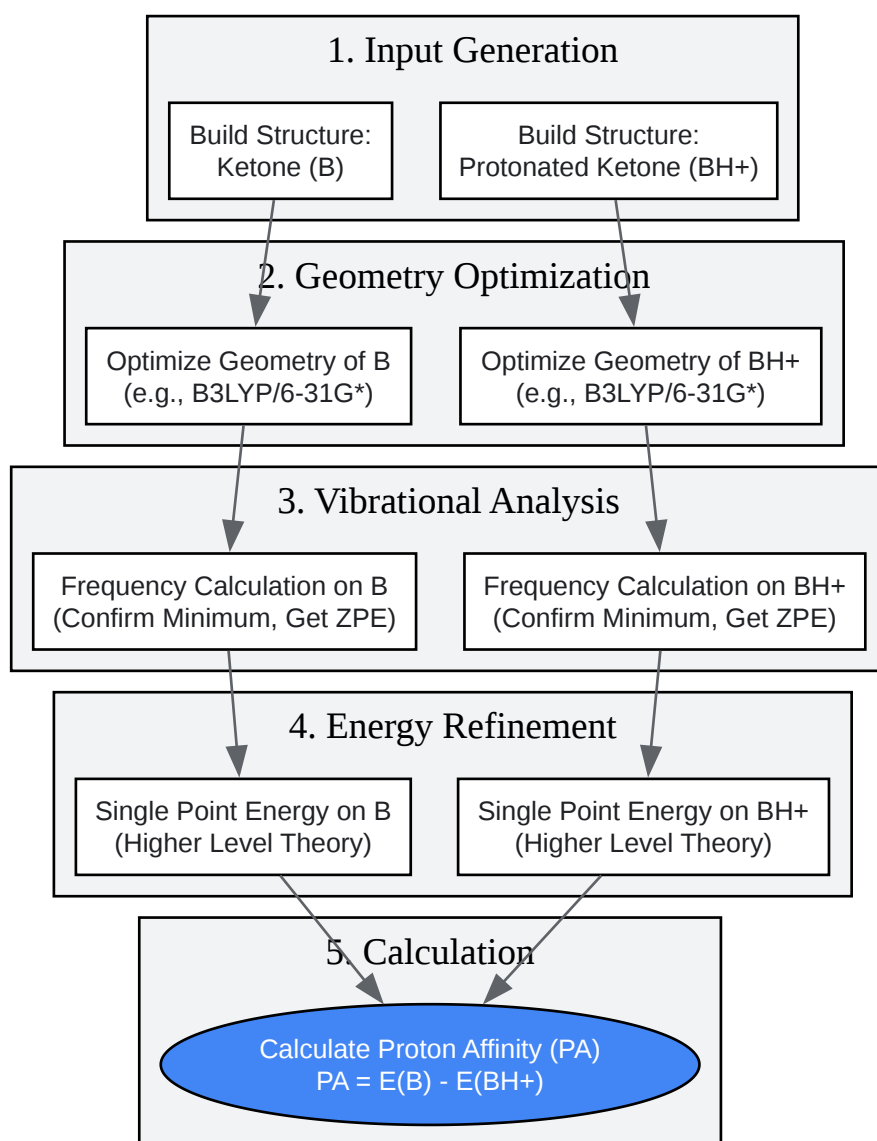 1. Input Generation
Build Structure:
Ketone (B)
Build Structure:
Protonated Ketone (BH+)
2. Geometry Optimization
Optimize Geometry of B
(e.g., B3LYP/6-31G*)
Optimize Geometry of BH+
(e.g., B3LYP/6-31G*)
3. Vibrational Analysis
Frequency Calculation on B
(Confirm Minimum, Get ZPE)
Frequency Calculation on BH+
(Confirm Minimum, Get ZPE)
4. Energy Refinement
Single Point Energy on B
(Higher Level Theory)
Single Point Energy on BH+
(Higher Level Theory)
5. Calculation
Calculate Proton Affinity (PA)
PA = E(B) - E(BH+)